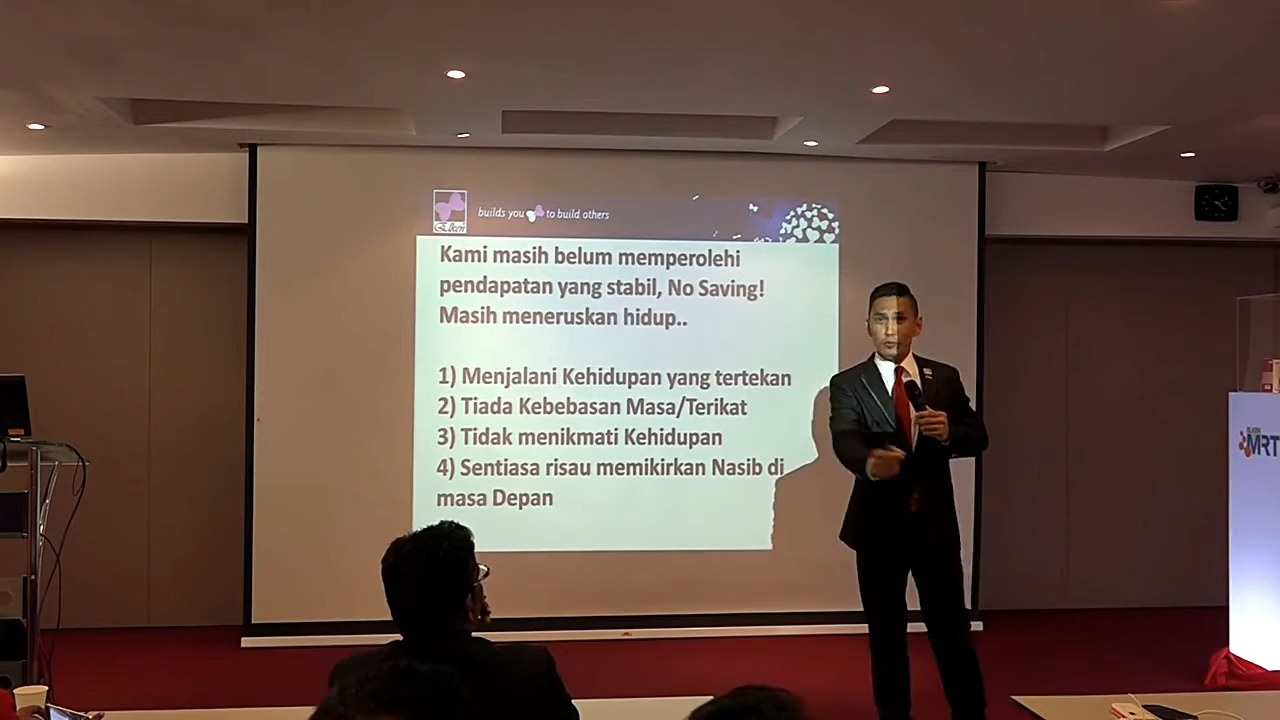 builds you to build others
Elken
Kami masih belum memperolehi
pendapatan yang stabil, No Saving!
Masih meneruskan hidup..
1) Menjalani Kehidupan yang tertekan
2) Tiada Kebebasan Masa/Terikat
3) Tidak menikmati Kehidupan
4) Sentiasa risau memikirkan Nasib di
masa Depan
MRT